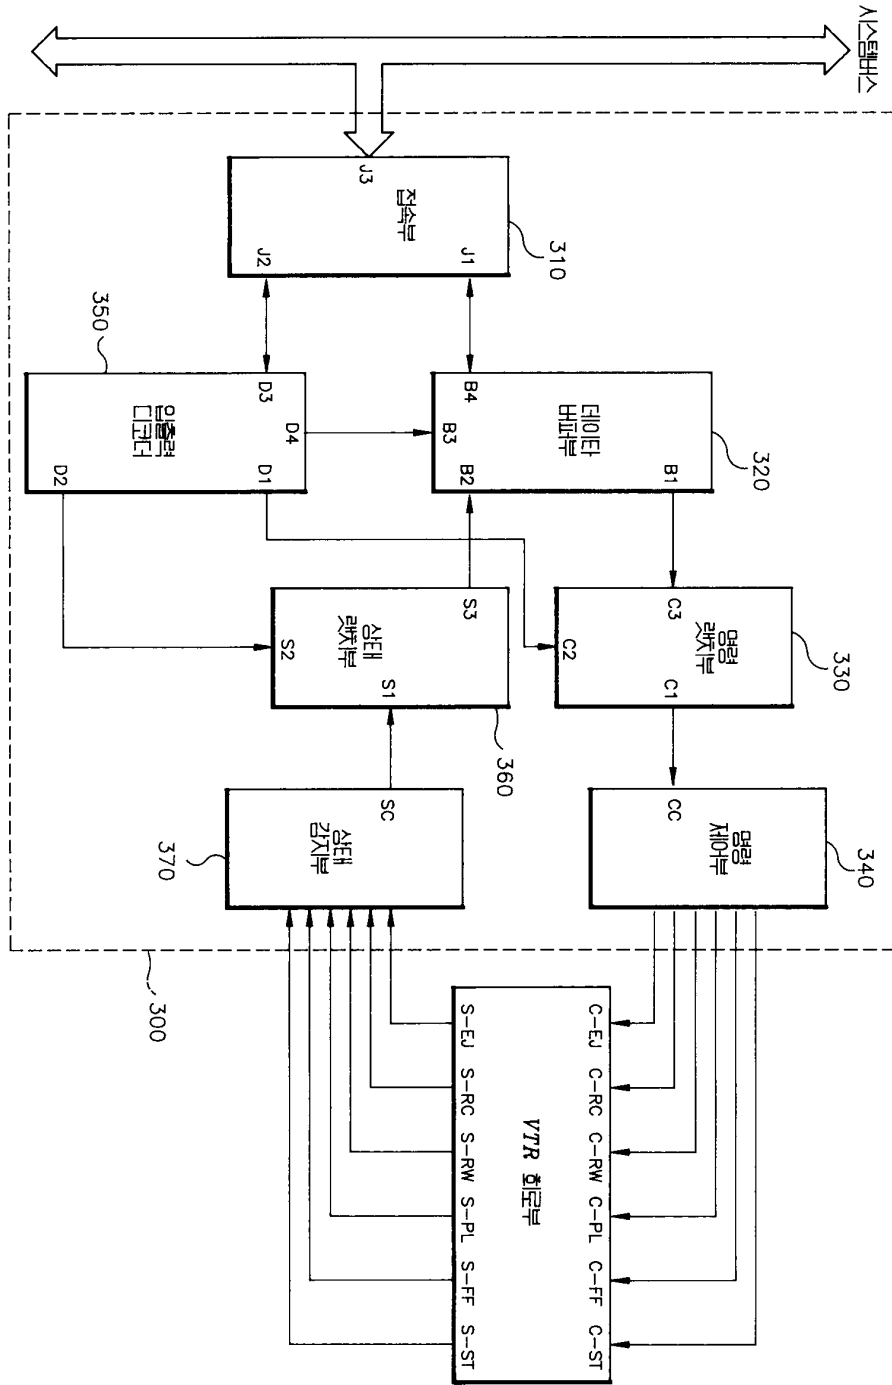 시스템버스
310
접속부
J1
J2
J3
320
데이타
버퍼부
B1
B2
B3
B4
330
명령
랫치부
C1
C2
C3
340
명령
제어부
CC
350
입출력
디코더
D1
D2
D3
D4
360
상태
랫치부
S1
S2
S3
370
상태
감지부
SC
300
VTR 회로부
C-EJ
C-RC
C-RW
C-PL
C-FF
C-ST
S-EJ
S-RC
S-RW
S-PL
S-FF
S-ST